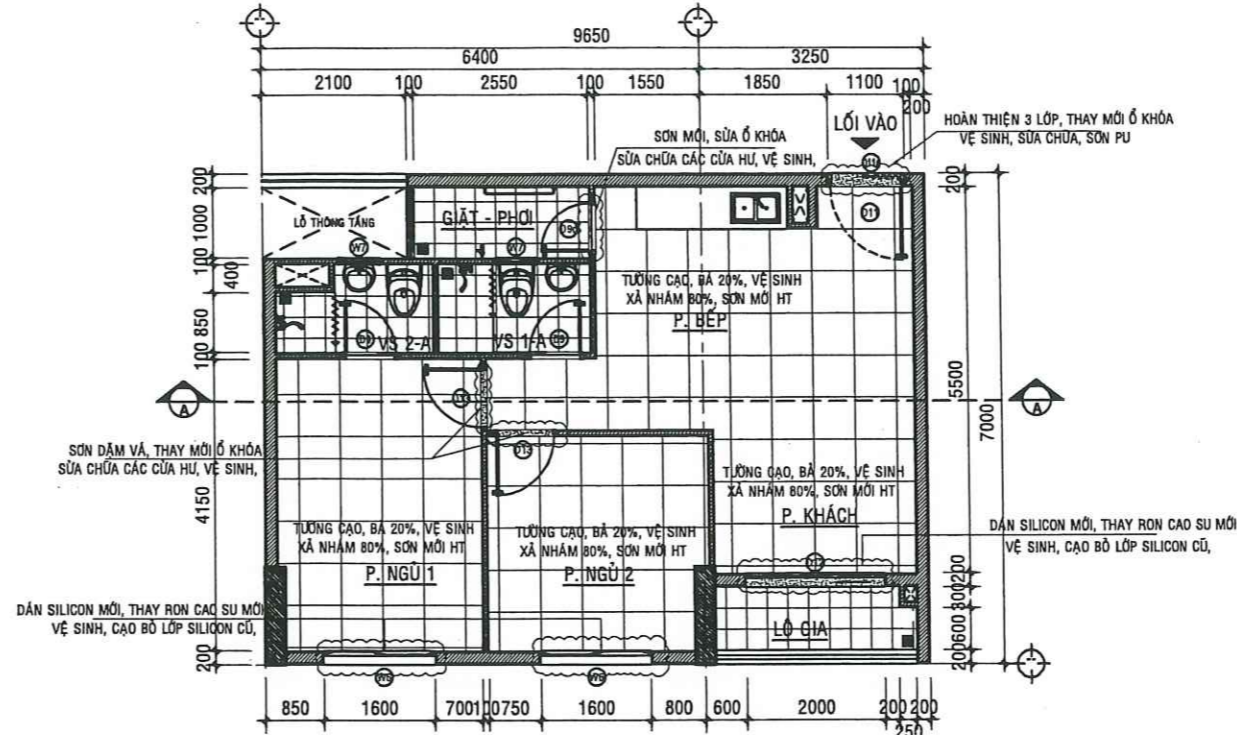 9650
6400 3250
2100 100 2550 100 1550 1850 1100 100
200
LỐI VÀO
HOÀN THIỆN 3 LỚP, THAY MỚI Ổ KHÓA
VỆ SINH, SỬA CHỮA, SƠN PU
SƠN MỚI, SỬA Ổ KHÓA
SỬA CHỮA CÁC CỬA HƯ, VỆ SINH,
200
1000
100
400
850
100
4150
200
LỖ THÔNG TẦNG
GIẶT - PHƠI
W7
W7
D11
TƯỜNG CẠO, BẢ 20%, VỆ SINH
XẢ NHÁM 80%, SƠN MỚI HT
P. BẾP
VS 2-A
VS 1-A
A
A
200
5500
7000
200
300
600
200
SƠN DẶM VÁ, THAY MỚI Ổ KHÓA
SỬA CHỮA CÁC CỬA HƯ, VỆ SINH,
D13
TƯỜNG CẠO, BẢ 20%, VỆ SINH
XẢ NHÁM 80%, SƠN MỚI HT
P. KHÁCH
DÁN SILICON MỚI, THAY RON CAO SU MỚI
VỆ SINH, CẠO BỎ LỚP SILICON CŨ,
TƯỜNG CẠO, BẢ 20%, VỆ SINH
XẢ NHÁM 80%, SƠN MỚI HT
P. NGỦ 1
TƯỜNG CẠO, BẢ 20%, VỆ SINH
XẢ NHÁM 80%, SƠN MỚI HT
P. NGỦ 2
DÁN SILICON MỚI, THAY RON CAO SU MỚI
VỆ SINH, CẠO BỎ LỚP SILICON CŨ,
LÔ GIA
850 1600 700 100 750 1600 800 600 2000 200 200
250